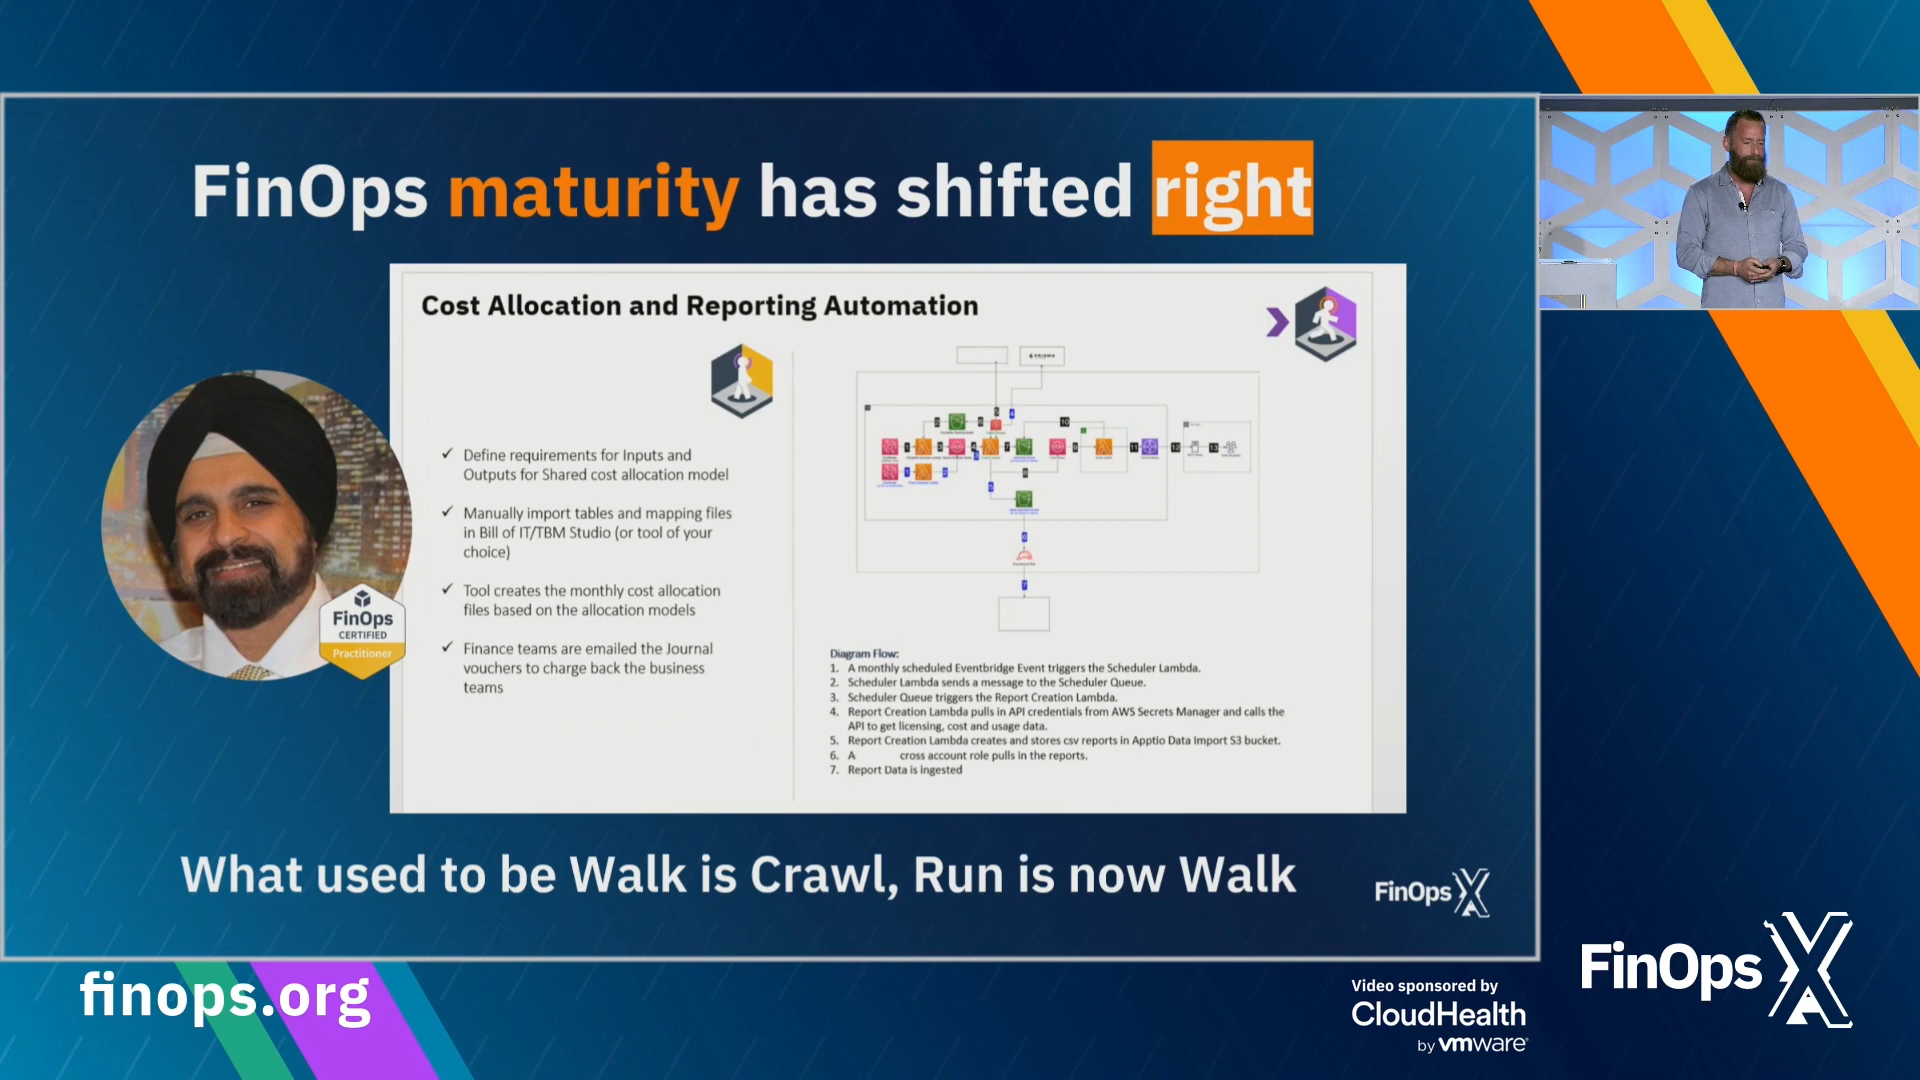 FinOps maturity has shifted right
Cost Allocation and Reporting Automation
Define requirements for Inputs and
Outputs for Shared cost allocation model
Manually import tables and mapping files
in Bill of IT/TBM Studio (or tool of your
choice)
Tool creates the monthly cost allocation
files based on the allocation models
Finance teams are emailed the Journal
vouchers to charge back the business
teams
FinOps
CERTIFIED
Practitioner
PRISMA
Diagram Flow:
1. A monthly scheduled Eventbridge Event triggers the Scheduler Lambda.
2. Scheduler Lambda sends a message to the Scheduler Queue.
3. Scheduler Queue triggers the Report Creation Lambda.
4. Report Creation Lambda pulls in API credentials from AWS Secrets Manager and calls the
API to get licensing, cost and usage data.
5. Report Creation Lambda creates and stores csv reports in Apptio Data Import S3 bucket.
6. A cross account role pulls in the reports.
7. Report Data is ingested
What used to be Walk is Crawl, Run is now Walk
FinOps X
finops.org
Video sponsored by
CloudHealth
by vmware
FinOps X